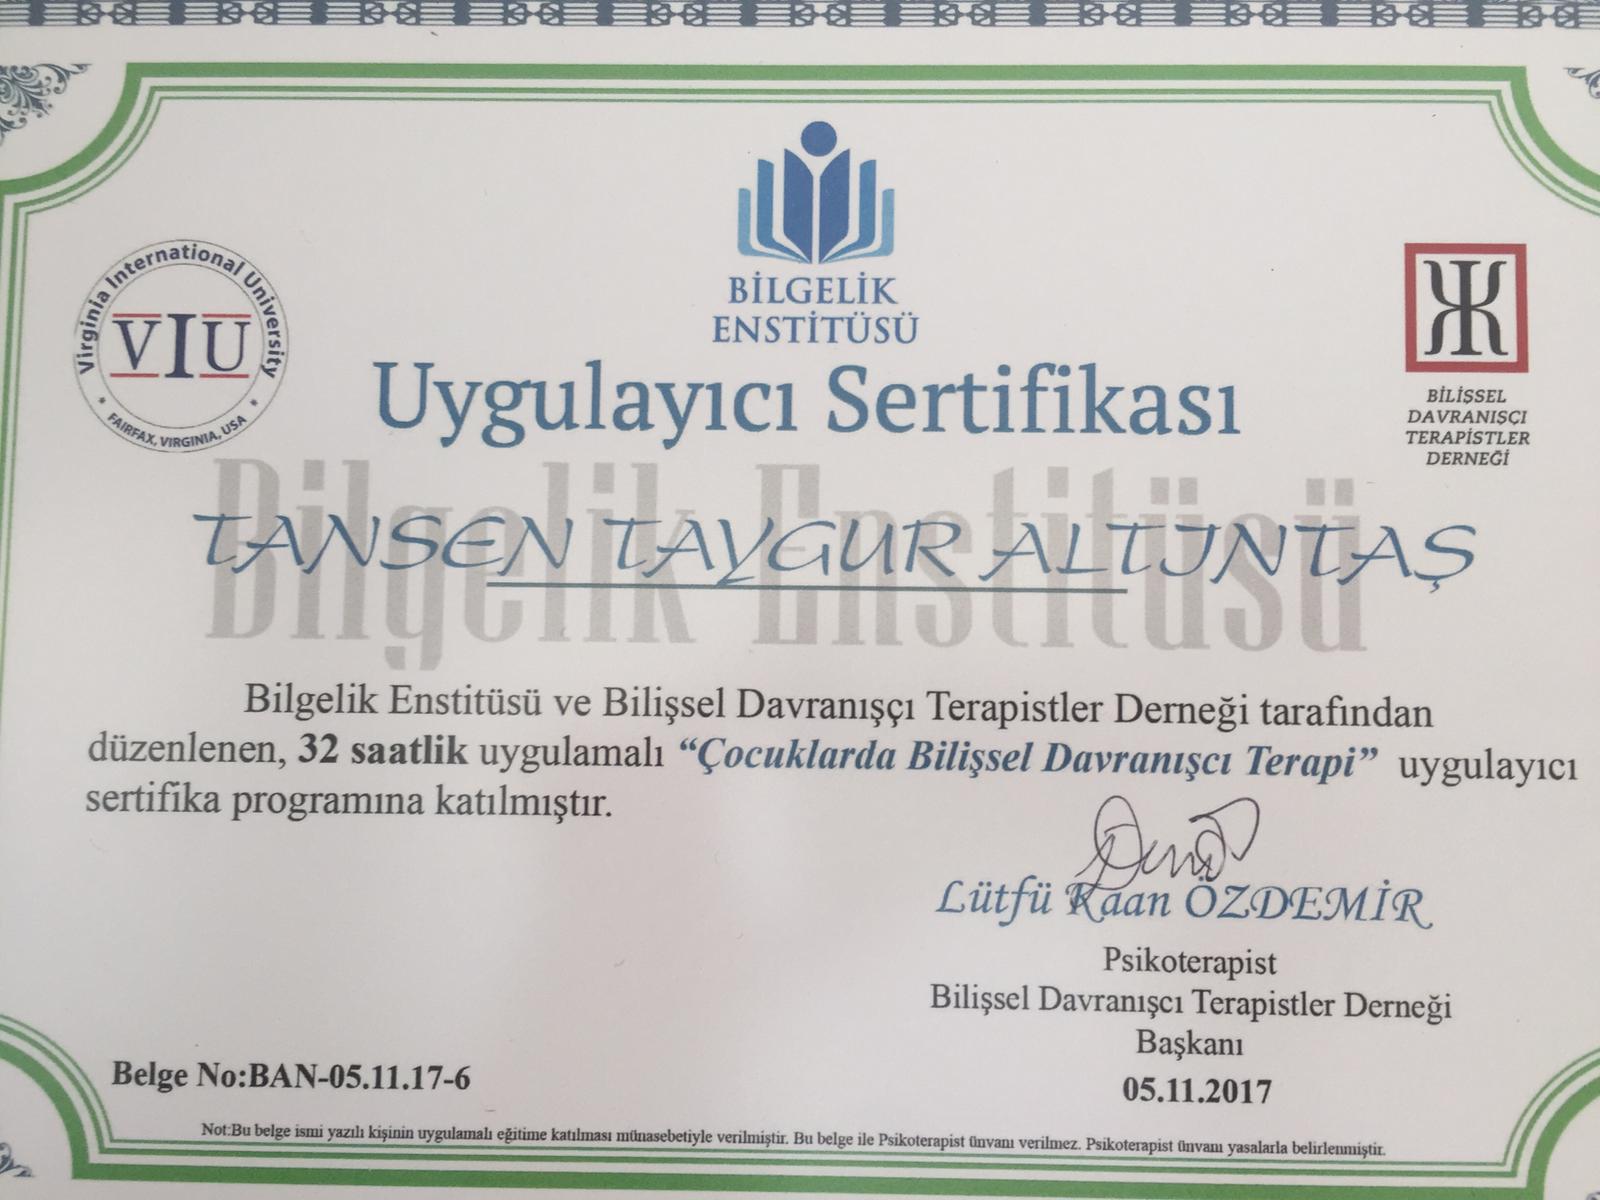 BİLGELİK
ENSTİTÜSÜ
Virginia International University
VIU
* FAIRFAX, VIRGINIA, USA *
BİLİŞSEL
DAVRANIŞÇI
TERAPİSTLER
DERNEĞİ
Uygulayıcı Sertifikası
Bilgelik Enstitüsü
TANSEN TAYGUR ALTINTAŞ
Bilgelik Enstitüsü ve Bilişsel Davranışçı Terapistler Derneği tarafından
düzenlenen, 32 saatlik uygulamalı “Çocuklarda Bilişsel Davranışcı Terapi” uygulayıcı
sertifika programına katılmıştır.
Lütfü Kaan ÖZDEMİR
Psikoterapist
Bilişsel Davranışcı Terapistler Derneği
Başkanı
05.11.2017
Belge No:BAN-05.11.17-6
Not:Bu belge ismi yazılı kişinin uygulamalı eğitime katılması münasebetiyle verilmiştir. Bu belge ile Psikoterapist ünvanı verilmez. Psikoterapist ünvanı yasalarla belirlenmiştir.